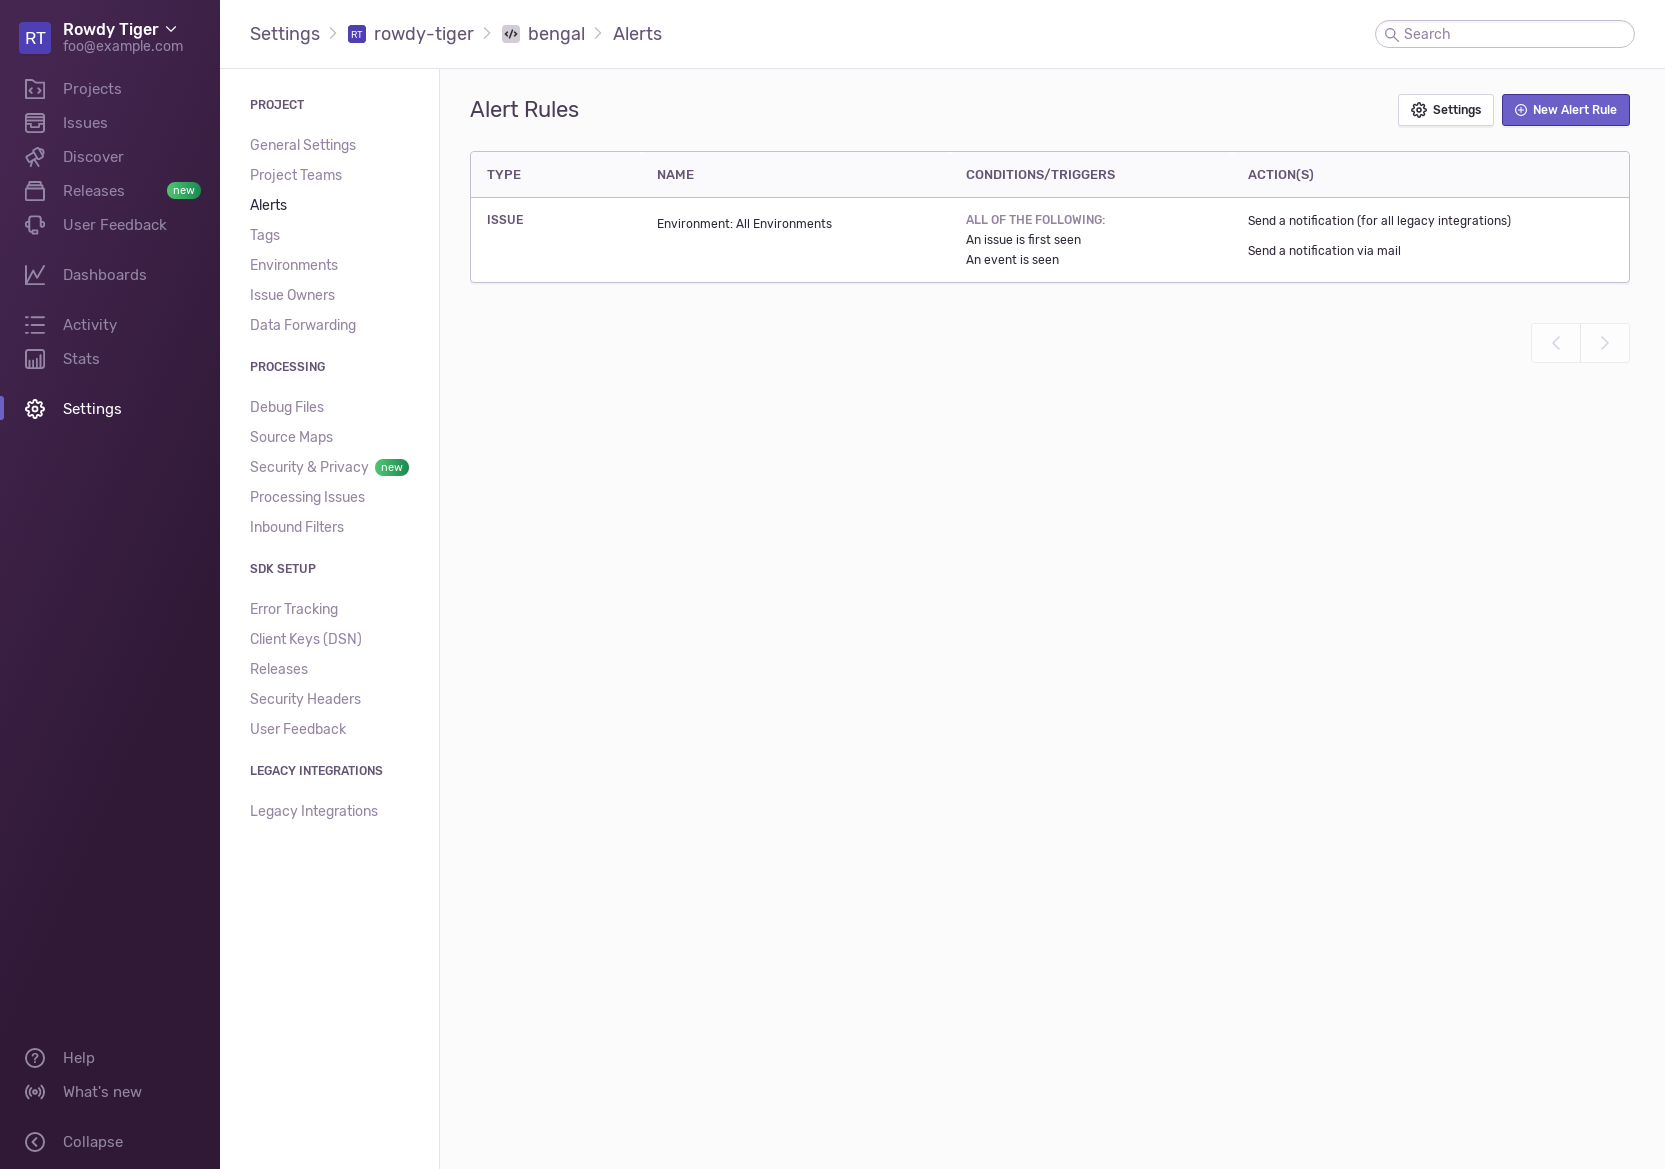 RT
Rowdy Tiger
foo@example.com
Projects
Issues
Discover
Releases new
User Feedback
Dashboards
Activity
Stats
Settings
Help
What's new
Collapse
Settings RT rowdy-tiger </> bengal Alerts
Search
PROJECT
General Settings
Project Teams
Alerts
Tags
Environments
Issue Owners
Data Forwarding
PROCESSING
Debug Files
Source Maps
Security & Privacy new
Processing Issues
Inbound Filters
SDK SETUP
Error Tracking
Client Keys (DSN)
Releases
Security Headers
User Feedback
LEGACY INTEGRATIONS
Legacy Integrations
Alert Rules
Settings
New Alert Rule
TYPE NAME CONDITIONS/TRIGGERS ACTION(S)
ISSUE
Environment: All Environments
ALL OF THE FOLLOWING:
An issue is first seen
An event is seen
Send a notification (for all legacy integrations)
Send a notification via mail